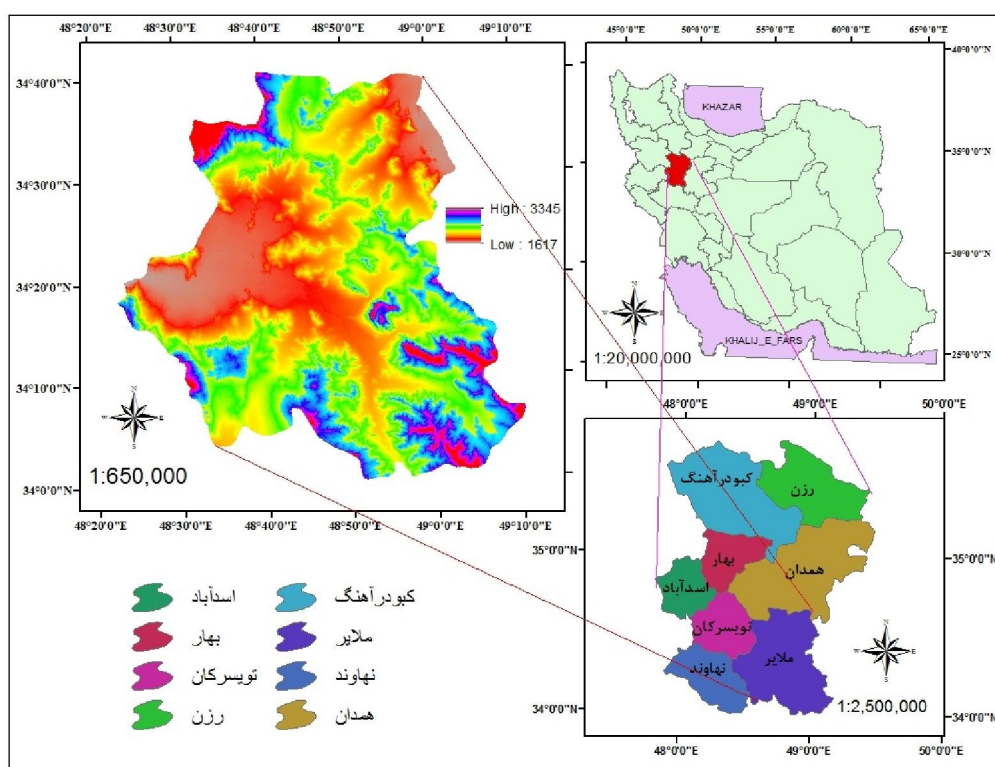 48°20'0"E 48°30'0"E 48°40'0"E 48°50'0"E 49°0'0"E 49°10'0"E
34°40'0"N
34°30'0"N
34°20'0"N
34°10'0"N
34°0'0"N
High : 3345
Low : 1617
N
W E
S
1:650,000
48°20'0"E 48°30'0"E 48°40'0"E 48°50'0"E 49°0'0"E 49°10'0"E
45°0'0"E 50°0'0"E 55°0'0"E 60°0'0"E 65°0'0"E
40°0'0"N
35°0'0"N
30°0'0"N
25°0'0"N
KHAZAR
KHALIJ_E_FARS
N
W E
S
1:20,000,000
48°0'0"E 49°0'0"E 50°0'0"E
35°0'0"N 35°0'0"N
34°0'0"N 34°0'0"N
کبودرآهنگ
رزن
بهار
همدان
اسدآباد
تویسرکان
ملایر
نهاوند
N
W E
S
1:2,500,000
48°0'0"E 49°0'0"E 50°0'0"E
اسدآباد
بهار
تویسرکان
رزن
کبودرآهنگ
ملایر
نهاوند
همدان